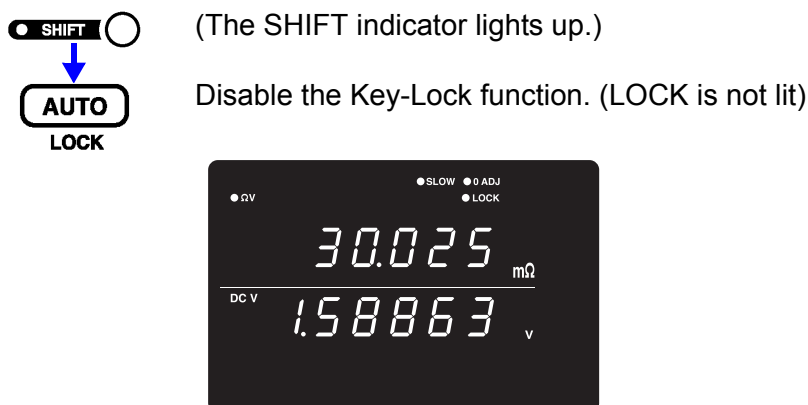 SHIFT
(The SHIFT indicator lights up.)
AUTO
Disable the Key-Lock function. (LOCK is not lit)
LOCK
SLOW 0 ADJ
ΩV LOCK
30.025 mΩ
DC V
1.58863 V